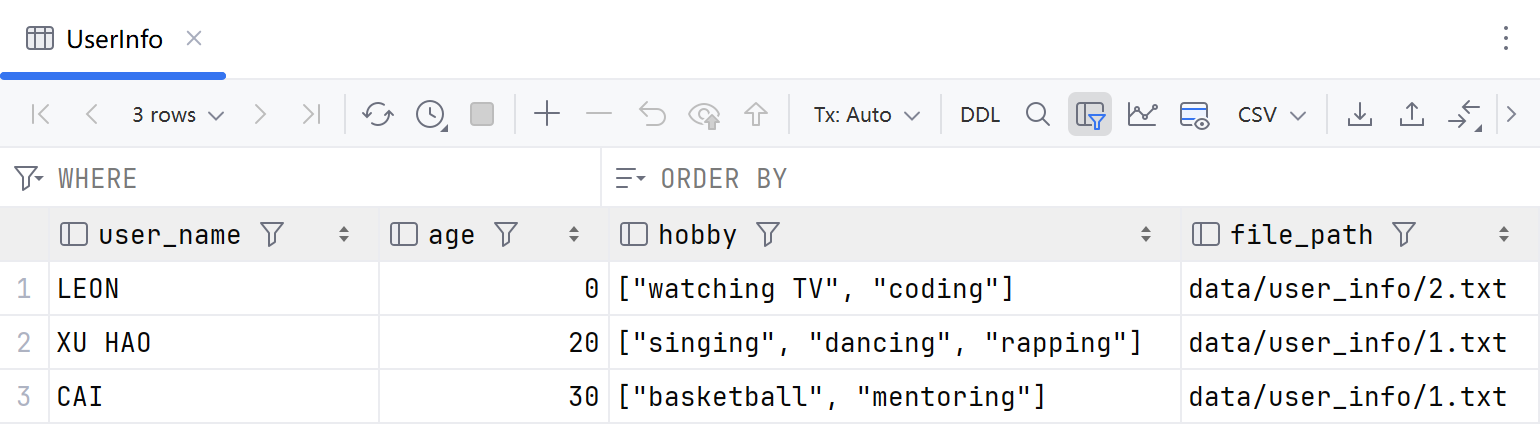 UserInfo
3 rows Tx: Auto DDL CSV
WHERE ORDER BY
user_name age hobby file_path
1 LEON 0 ["watching TV", "coding"] data/user_info/2.txt
2 XU HAO 20 ["singing", "dancing", "rapping"] data/user_info/1.txt
3 CAI 30 ["basketball", "mentoring"] data/user_info/1.txt